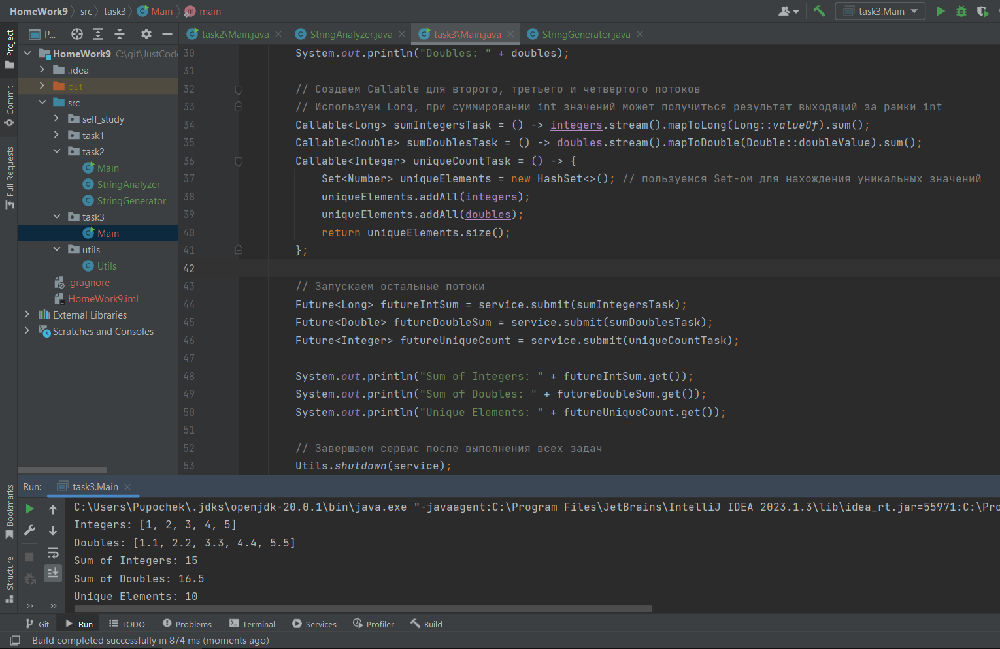 HomeWork9 src task3 Main main
task3.Main
Project
Commit
Pull Requests
Bookmarks
Structure
P...
HomeWork9 C:\git\JustCode
.idea
out
src
self_study
task1
task2
Main
StringAnalyzer
StringGenerator
task3
Main
utils
Utils
.gitignore
HomeWork9.iml
External Libraries
Scratches and Consoles
task2\Main.java StringAnalyzer.java task3\Main.java StringGenerator.java
30 System.out.println("Doubles: " + doubles);
31
32 // Создаем Callable для второго, третьего и четвертого потоков
33 // Используем Long, при суммировании int значений может получиться результат выходящий за рамки int
34 Callable<Long> sumIntegersTask = () -> integers.stream().mapToLong(Long::valueOf).sum();
35 Callable<Double> sumDoublesTask = () -> doubles.stream().mapToDouble(Double::doubleValue).sum();
36 Callable<Integer> uniqueCountTask = () -> {
37 Set<Number> uniqueElements = new HashSet<>(); // пользуемся Set-ом для нахождения уникальных значений
38 uniqueElements.addAll(integers);
39 uniqueElements.addAll(doubles);
40 return uniqueElements.size();
41 };
42
43 // Запускаем остальные потоки
44 Future<Long> futureIntSum = service.submit(sumIntegersTask);
45 Future<Double> futureDoubleSum = service.submit(sumDoublesTask);
46 Future<Integer> futureUniqueCount = service.submit(uniqueCountTask);
47
48 System.out.println("Sum of Integers: " + futureIntSum.get());
49 System.out.println("Sum of Doubles: " + futureDoubleSum.get());
50 System.out.println("Unique Elements: " + futureUniqueCount.get());
51
52 // Завершаем сервис после выполнения всех задач
53 Utils.shutdown(service);
Run: task3.Main
C:\Users\Pupochek\.jdks\openjdk-20.0.1\bin\java.exe "-javaagent:C:\Program Files\JetBrains\IntelliJ IDEA 2023.1.3\lib\idea_rt.jar=55971:C:\Pro
Integers: [1, 2, 3, 4, 5]
Doubles: [1.1, 2.2, 3.3, 4.4, 5.5]
Sum of Integers: 15
Sum of Doubles: 16.5
Unique Elements: 10
Git Run TODO Problems Terminal Services Profiler Build
Build completed successfully in 874 ms (moments ago)